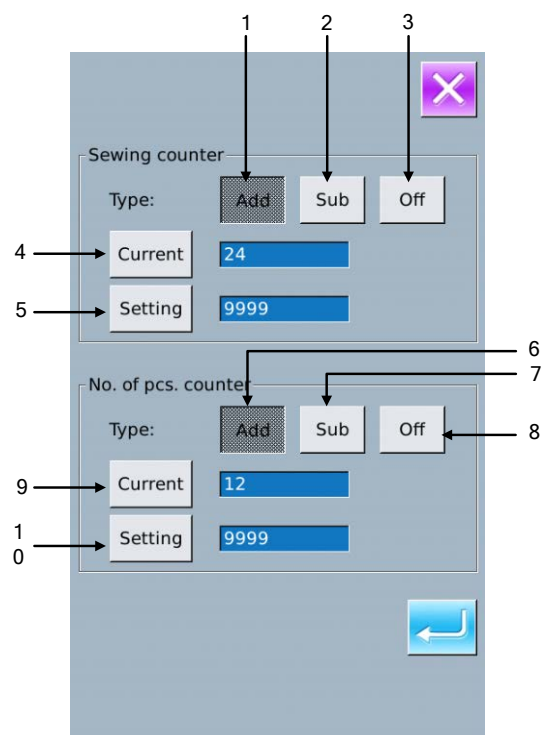 1 2 3
Sewing counter
Type: Add Sub Off
4 Current 24
5 Setting 9999
6
7
No. of pcs. counter
Type: Add Sub Off 8
9 Current 12
1
0
Setting 9999